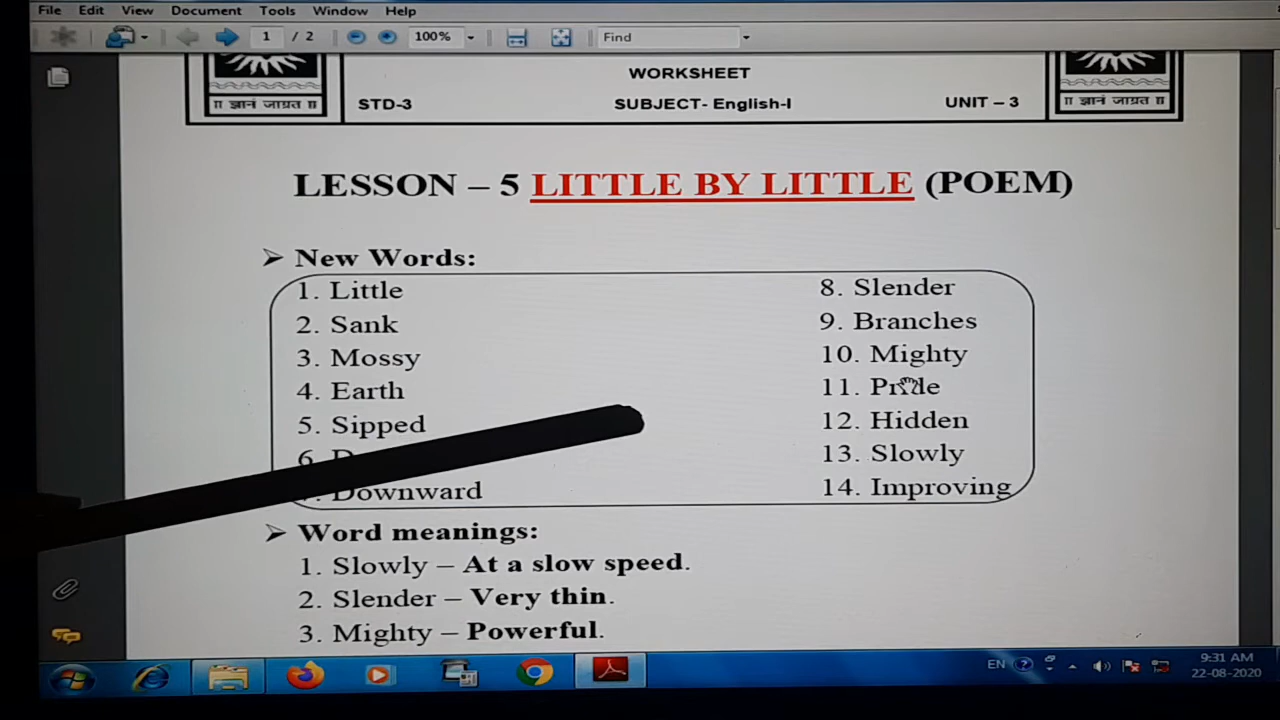 File Edit View Document Tools Window Help
1 / 2 100% Find
WORKSHEET
STD-3 SUBJECT- English-I UNIT – 3
॥ ज्ञानं जाग्रत ॥ ॥ ज्ञानं जाग्रत ॥
LESSON – 5 LITTLE BY LITTLE (POEM)
➢ New Words:
1. Little
2. Sank
3. Mossy
4. Earth
5. Sipped
6.
7. Downward
8. Slender
9. Branches
10. Mighty
11. Pride
12. Hidden
13. Slowly
14. Improving
➢ Word meanings:
1. Slowly – At a slow speed.
2. Slender – Very thin.
3. Mighty – Powerful.
EN 9:31 AM
22-08-2020